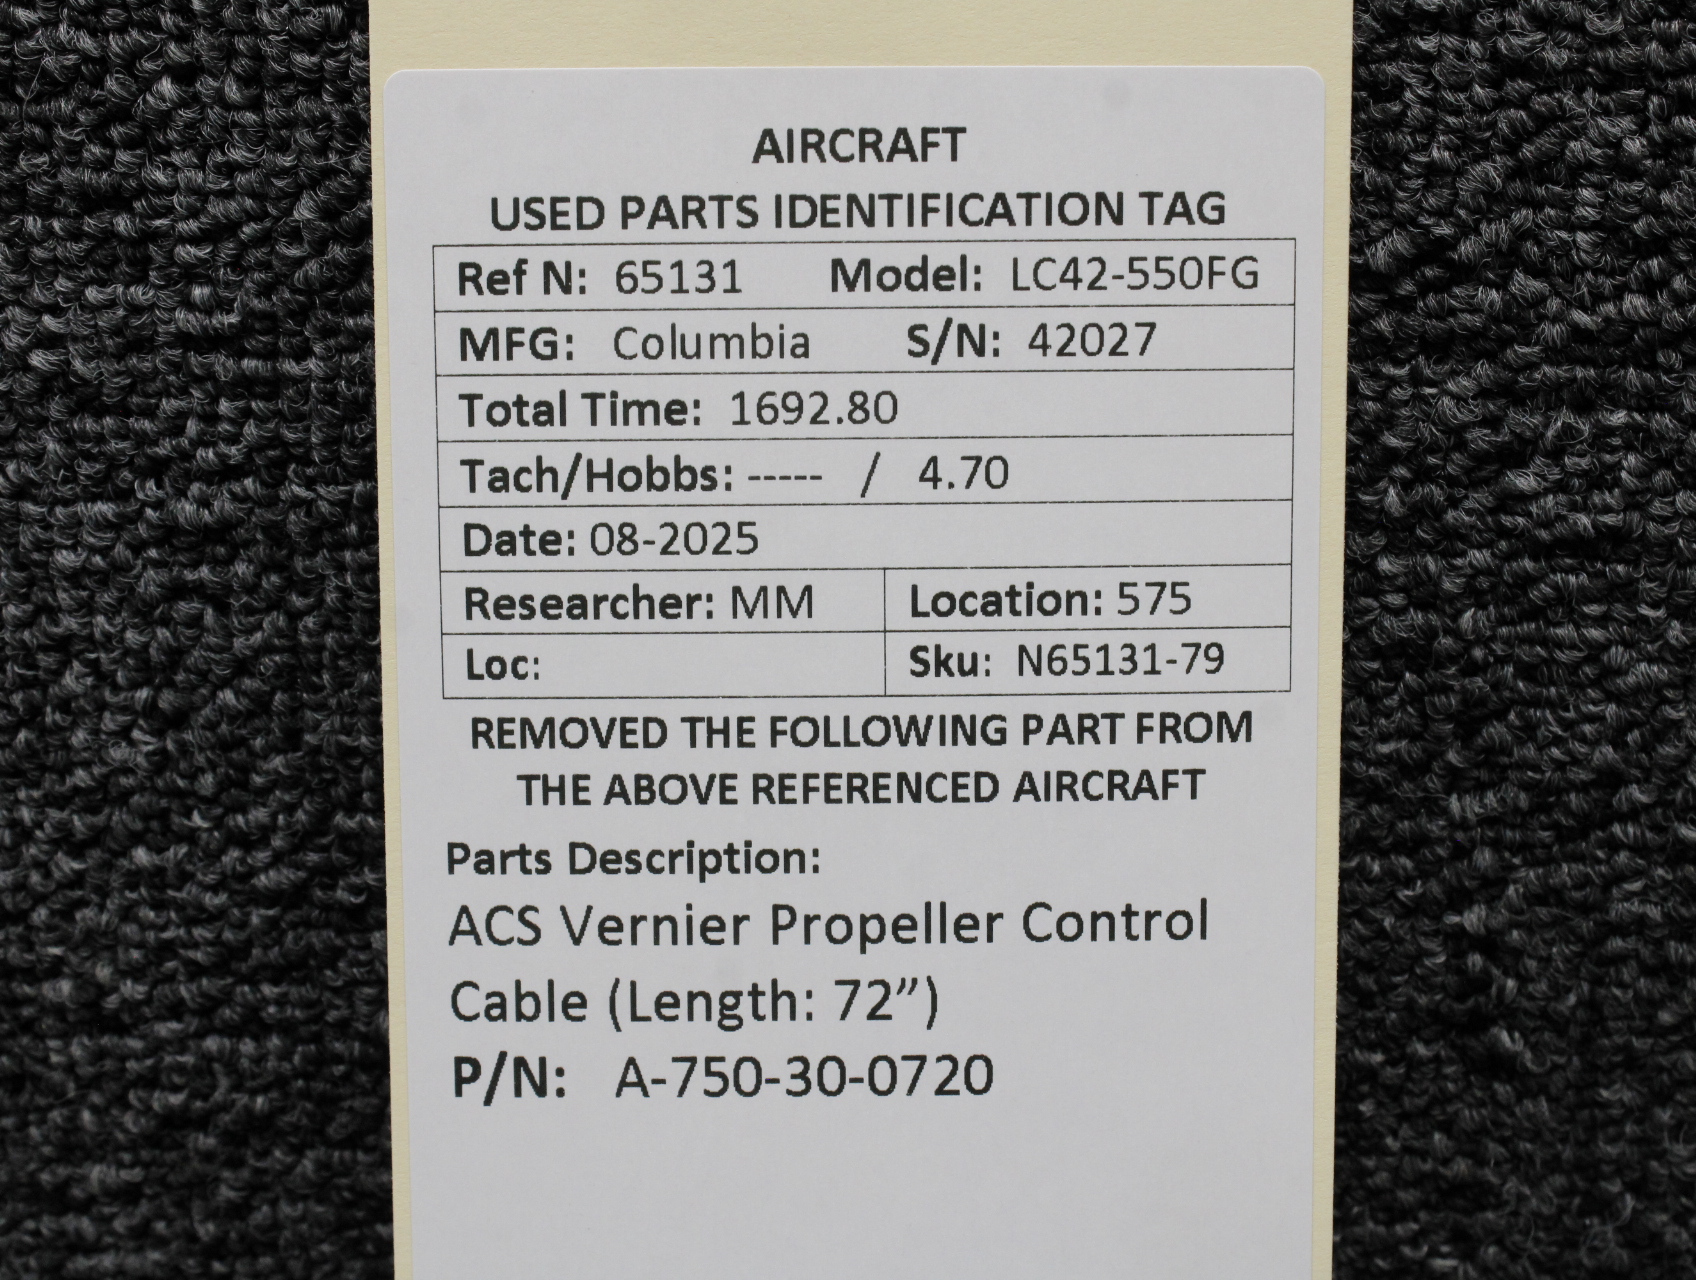 AIRCRAFT
USED PARTS IDENTIFICATION TAG
Ref N: 65131 Model: LC42-550FG
MFG: Columbia S/N: 42027
Total Time: 1692.80
Tach/Hobbs: ----- / 4.70
Date: 08-2025
Researcher: MM Location: 575
Loc: Sku: N65131-79
REMOVED THE FOLLOWING PART FROM
THE ABOVE REFERENCED AIRCRAFT
Parts Description:
ACS Vernier Propeller Control
Cable (Length: 72”)
P/N: A-750-30-0720